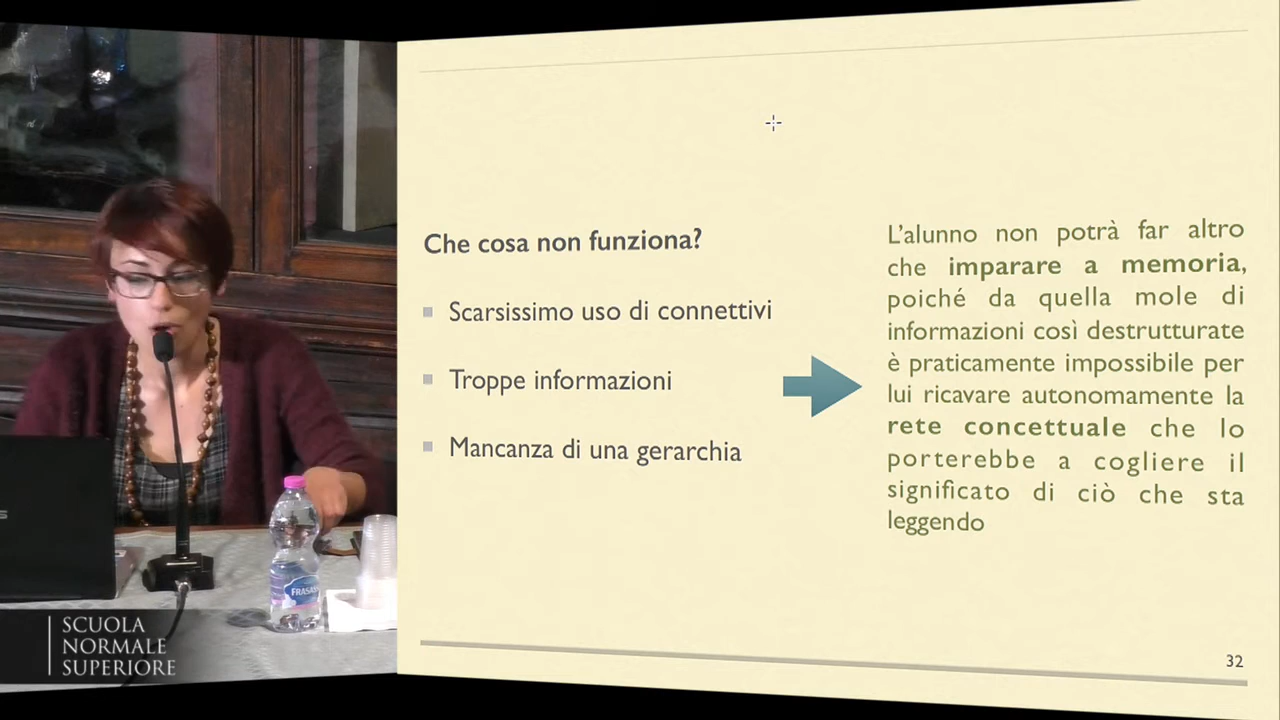 Che cosa non funziona?
Scarsissimo uso di connettivi
Troppe informazioni
Mancanza di una gerarchia
L'alunno non potrà far altro
che imparare a memoria,
poiché da quella mole di
informazioni così destrutturate
è praticamente impossibile per
lui ricavare autonomamente la
rete concettuale che lo
porterebbe a cogliere il
significato di ciò che sta
leggendo
32
SCUOLA
NORMALE
SUPERIORE